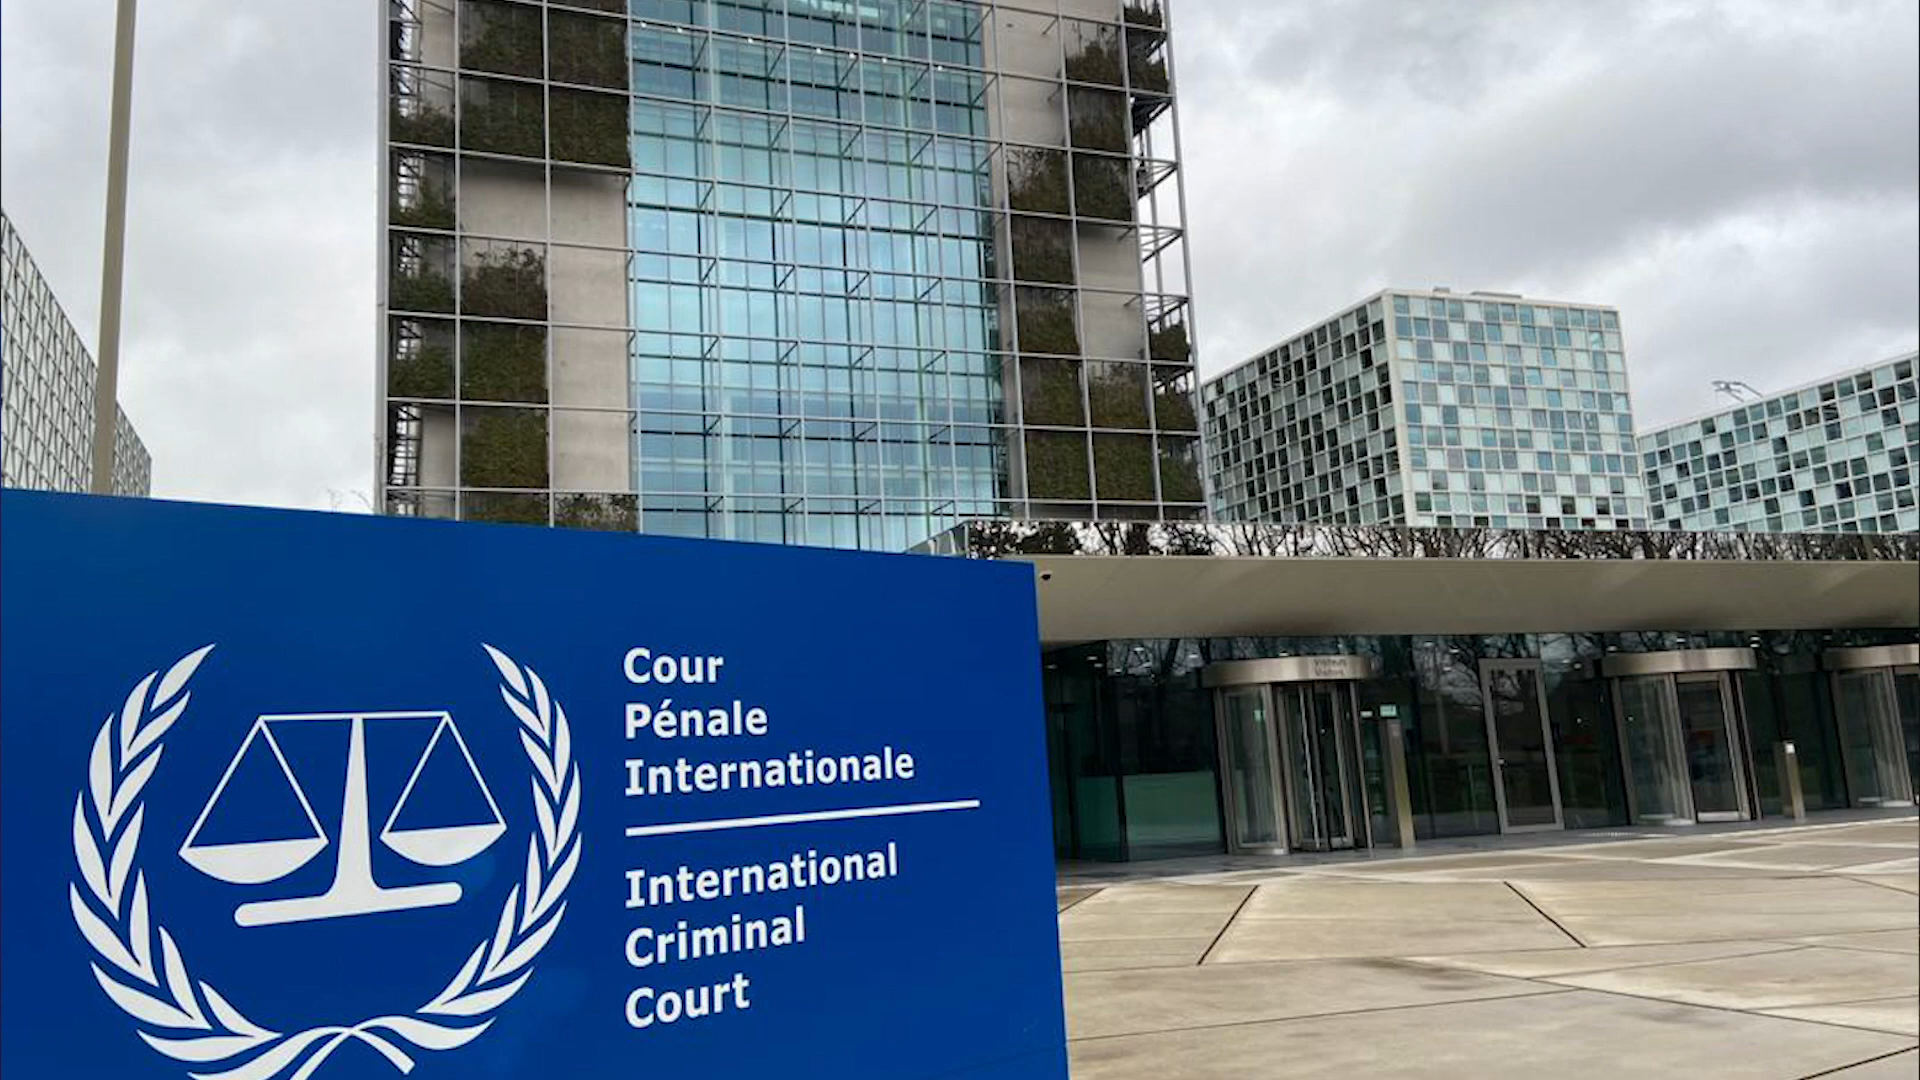 Cour
Pénale
Internationale
International
Criminal
Court